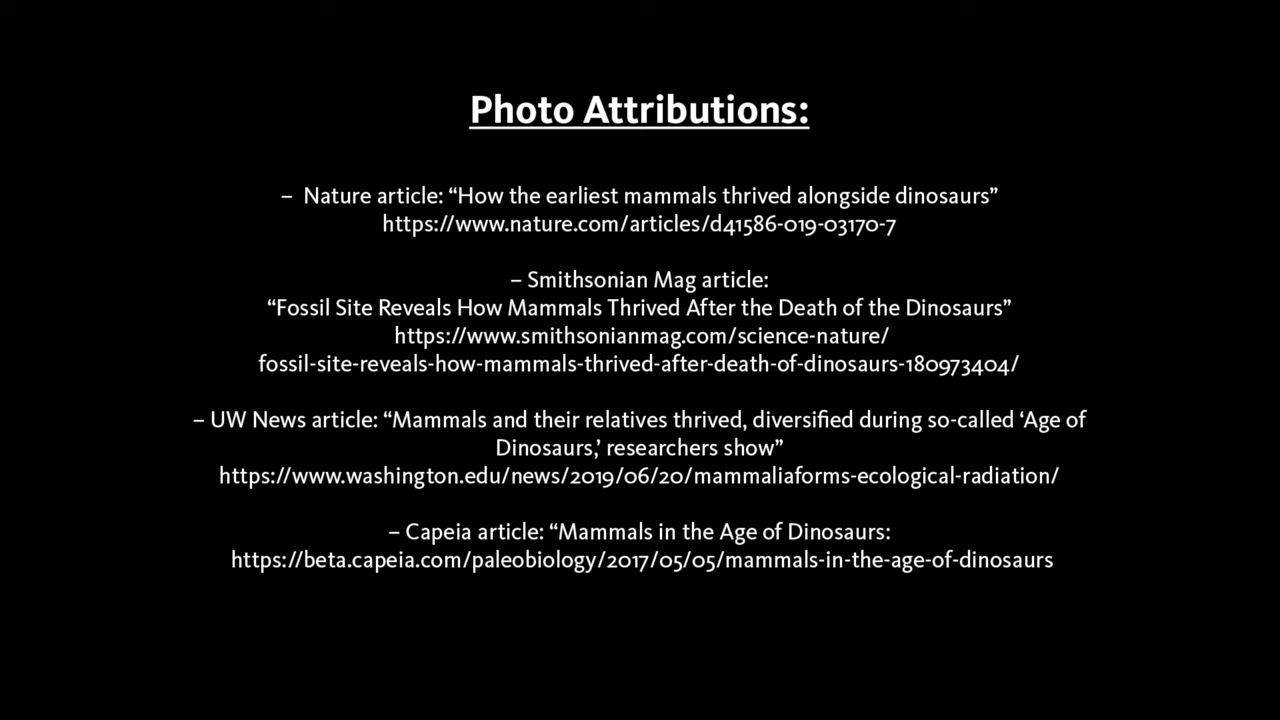 Photo Attributions:
–  Nature article: “How the earliest mammals thrived alongside dinosaurs”
https://www.nature.com/articles/d41586-019-03170-7
– Smithsonian Mag article:
“Fossil Site Reveals How Mammals Thrived After the Death of the Dinosaurs”
https://www.smithsonianmag.com/science-nature/
fossil-site-reveals-how-mammals-thrived-after-death-of-dinosaurs-180973404/
– UW News article: “Mammals and their relatives thrived, diversified during so-called ‘Age of
Dinosaurs,’ researchers show”
https://www.washington.edu/news/2019/06/20/mammaliaforms-ecological-radiation/
– Capeia article: “Mammals in the Age of Dinosaurs:
https://beta.capeia.com/paleobiology/2017/05/05/mammals-in-the-age-of-dinosaurs